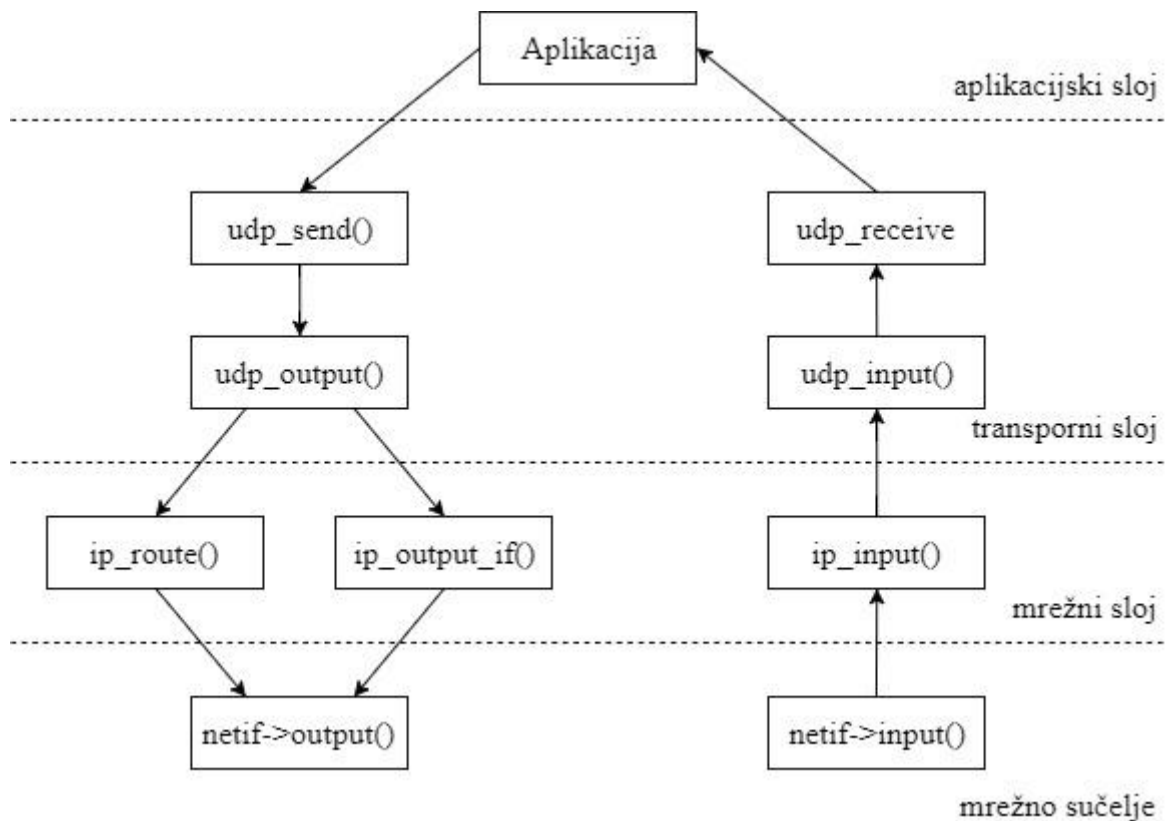 Aplikacija
aplikacijski sloj
udp_send()
udp_receive
udp_output()
udp_input()
transporni sloj
ip_route()
ip_output_if()
ip_input()
mrežni sloj
netif->output()
netif->input()
mrežno sučelje